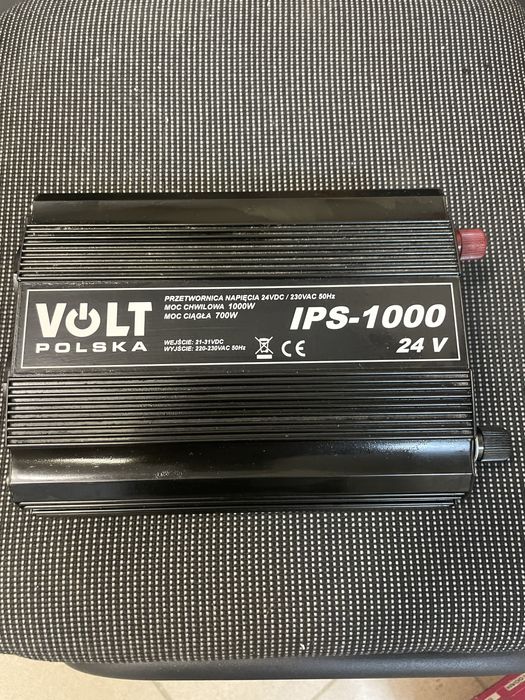 VOLT
POLSKA
PRZETWORNICA NAPIĘCIA 24VDC / 230VAC 50Hz
MOC CHWILOWA 1000W
MOC CIĄGŁA 700W
WEJŚCIE: 21-31VDC
WYJŚCIE: 220-230VAC 50Hz
CE
IPS-1000
24 V